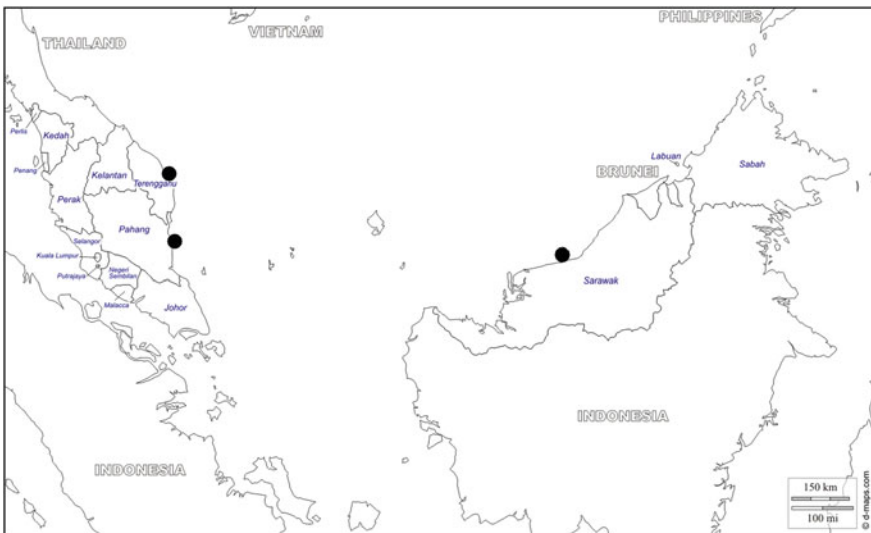 PHILIPPINES
VIETNAM
THAILAND
Perlis
Kedah
Labuan
Sabah
BRUNEI
Penang
Kelantan
Terengganu
Perak
Pahang
Selangor
Kuala Lumpur
Putrajaya
Negeri
Sembilan
Sarawak
Malacca
Johor
INDONESIA
INDONESIA
150 km
100 mi
© d-maps.com